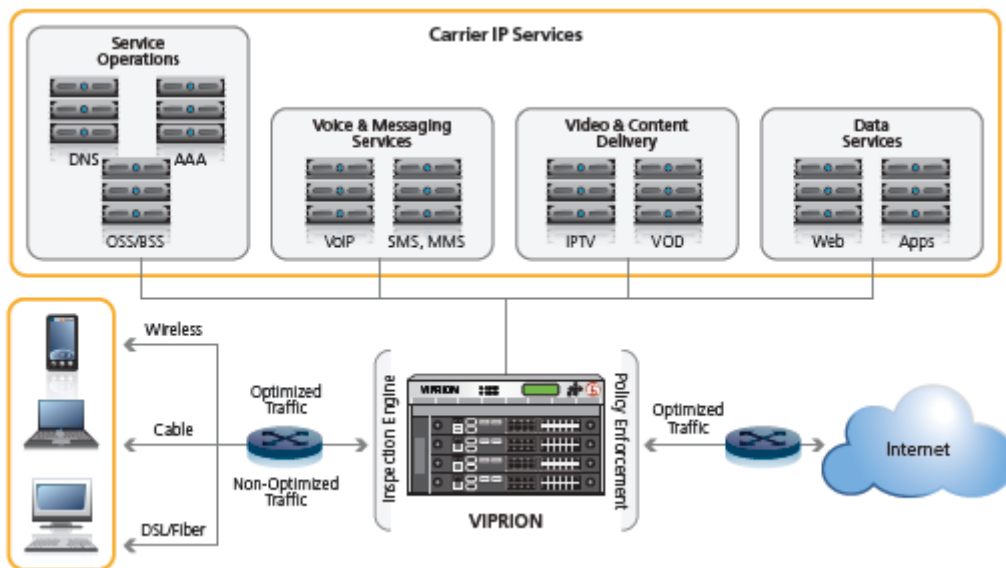 Carrier IP Services
Service
Operations
DNS
AAA
OSS/BSS
Voice & Messaging
Services
VoIP
SMS, MMS
Video & Content
Delivery
IPTV
VOD
Data
Services
Web
Apps
Wireless
Cable
DSL/Fiber
Optimized
Traffic
Non-Optimized
Traffic
Inspection Engine
VIPRION
f5
Policy Enforcement
VIPRION
Optimized
Traffic
Internet